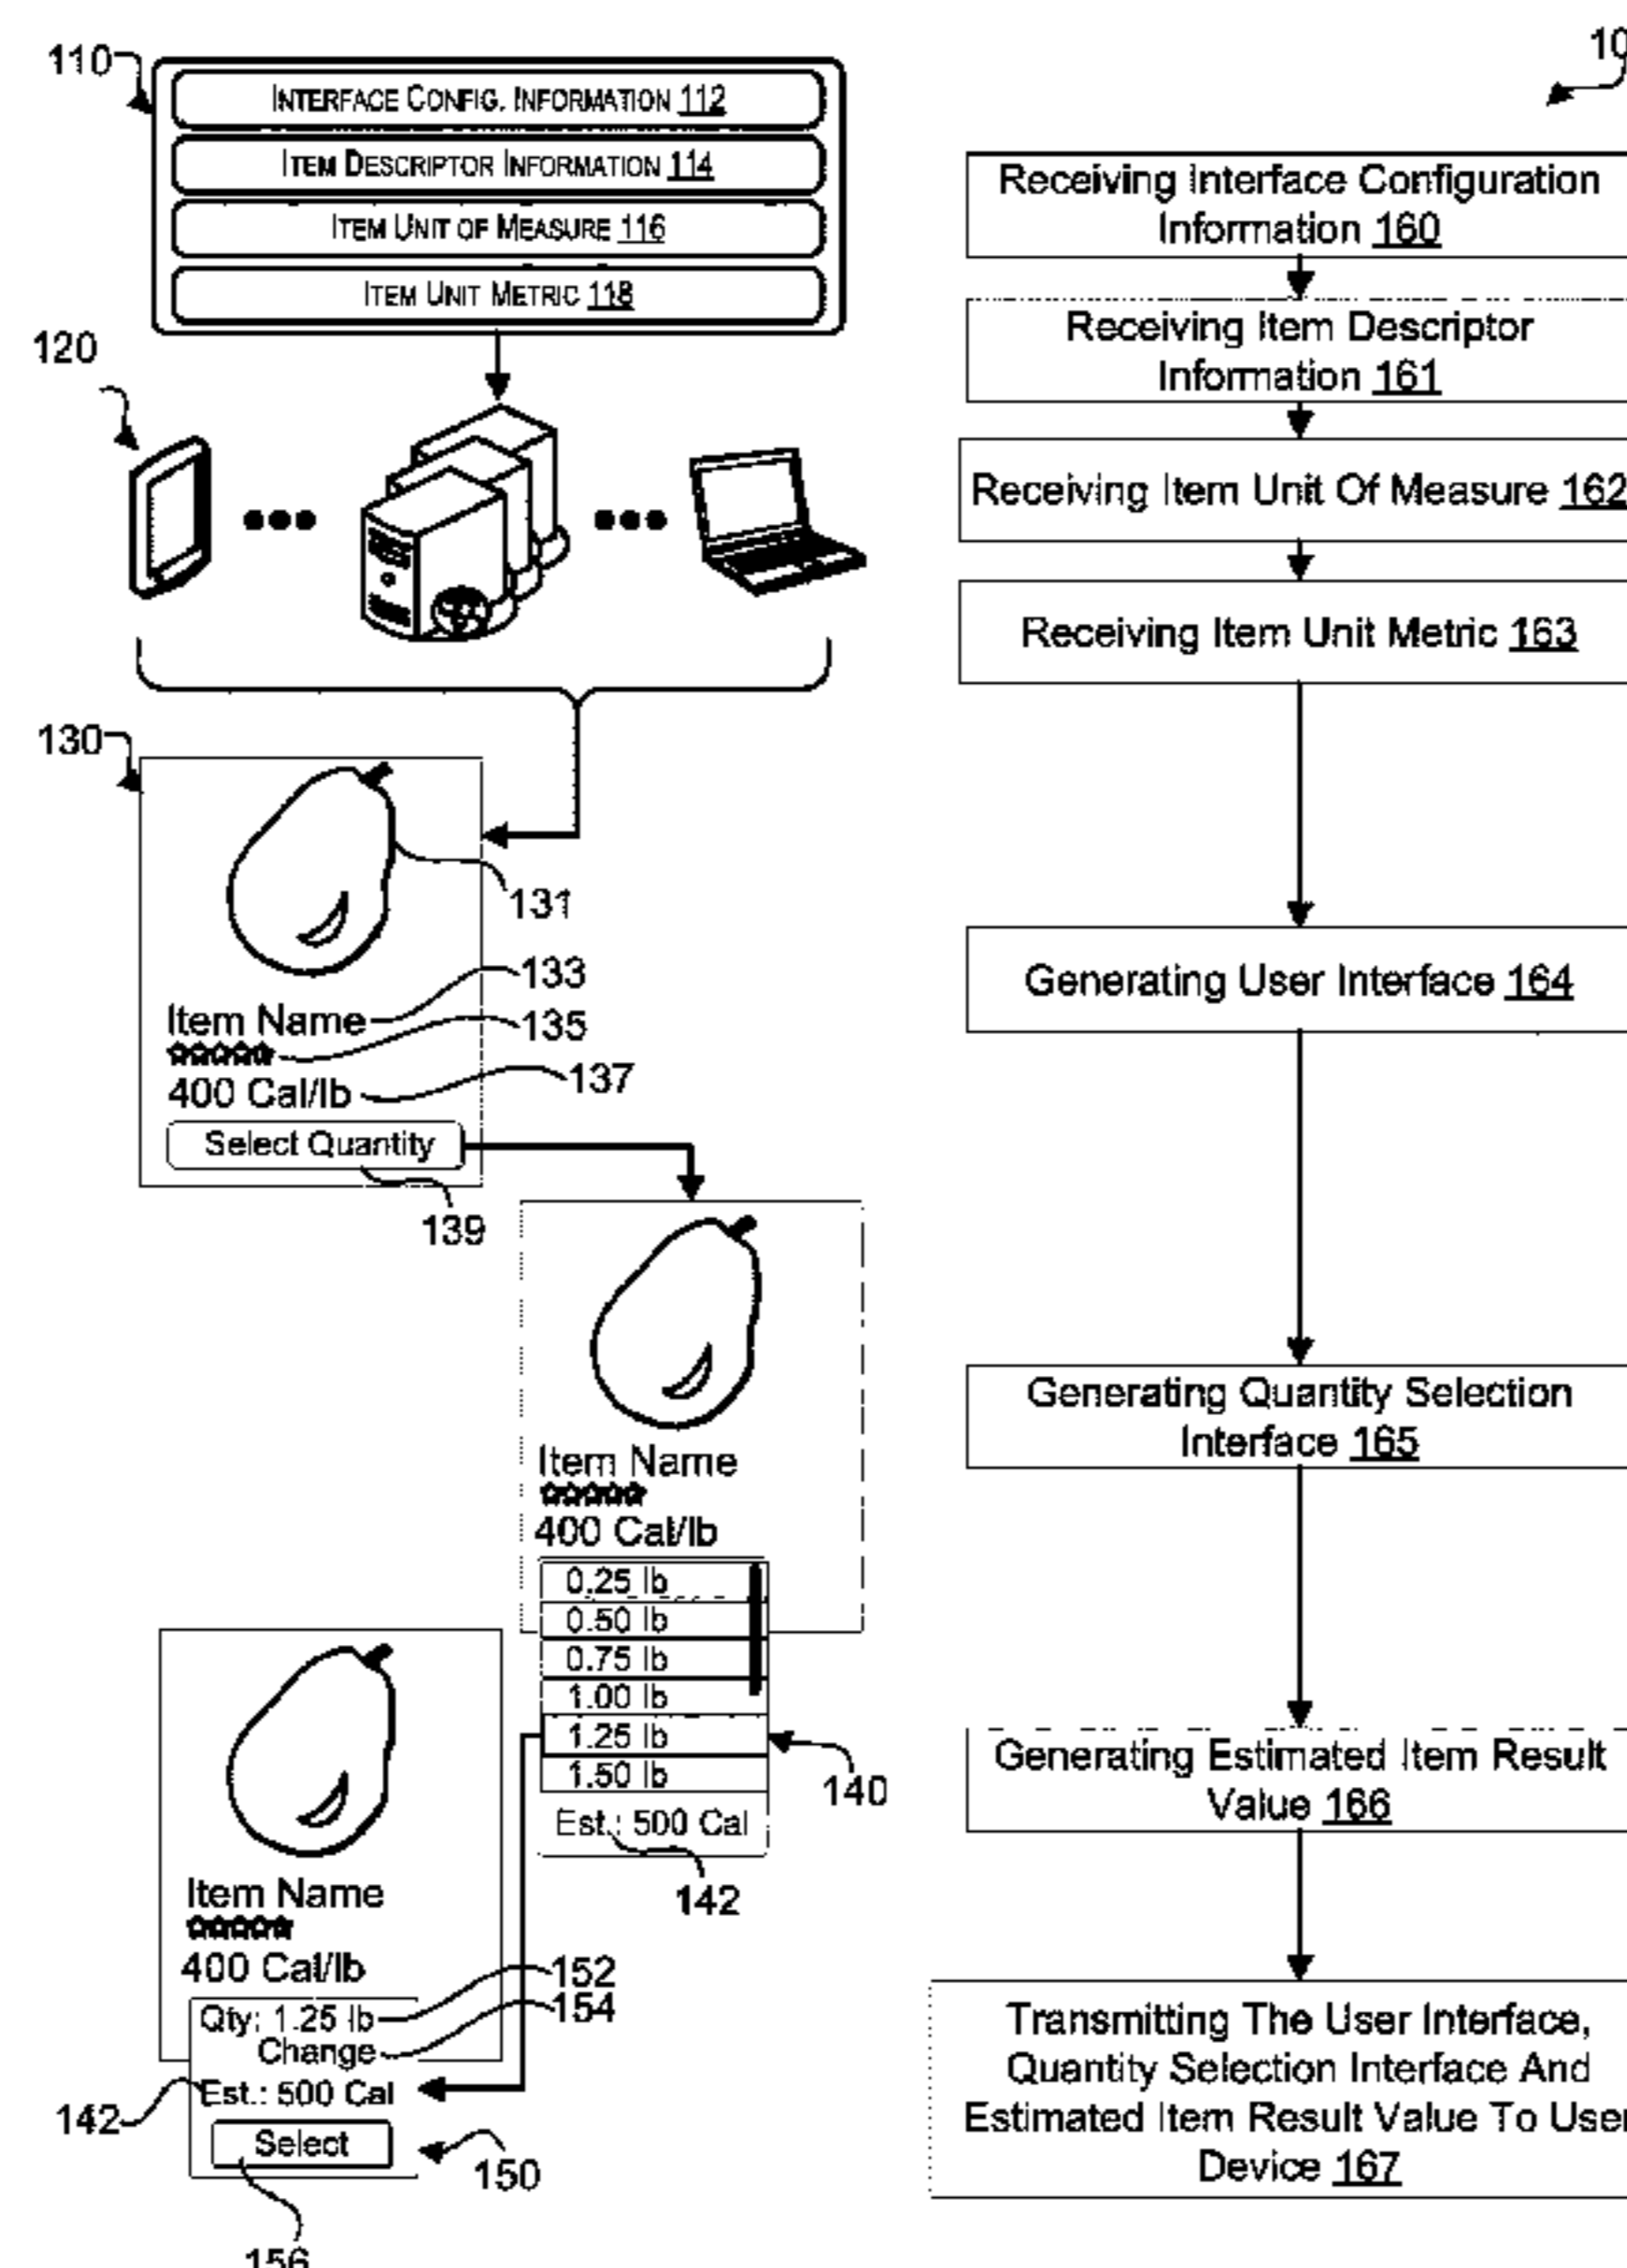 110
INTERFACE CONFIG. INFORMATION 112
ITEM DESCRIPTOR INFORMATION 114
ITEM UNIT OF MEASURE 116
ITEM UNIT METRIC 118
120
130
131
Item Name
133
135
400 Cal/lb
137
Select Quantity
139
Item Name
400 Cal/lb
0.25 lb
0.50 lb
0.75 lb
1.00 lb
1.25 lb
1.50 lb
140
Est.: 500 Cal
142
Item Name
400 Cal/lb
Qty: 1.25 lb
152
Change
154
Est.: 500 Cal
142
Select
150
156
Receiving Interface Configuration
Information 160
Receiving Item Descriptor
Information 161
Receiving Item Unit Of Measure 162
Receiving Item Unit Metric 163
Generating User Interface 164
Generating Quantity Selection
Interface 165
Generating Estimated Item Result
Value 166
Transmitting The User Interface,
Quantity Selection Interface And
Estimated Item Result Value To User
Device 167